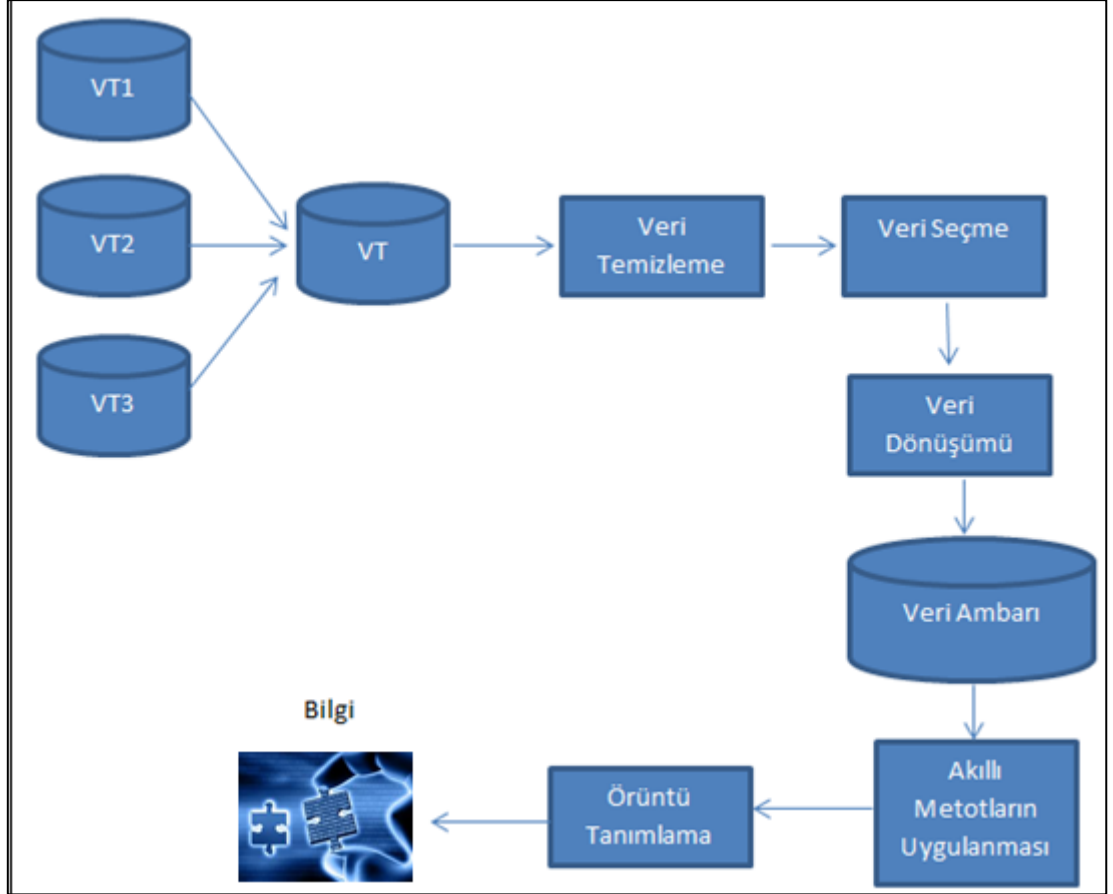 VT1
VT2
VT3
VT
Veri
Temizleme
Veri Seçme
Veri
Dönüşümü
Veri Ambarı
Akıllı
Metotların
Uygulanması
Örüntü
Tanımlama
Bilgi